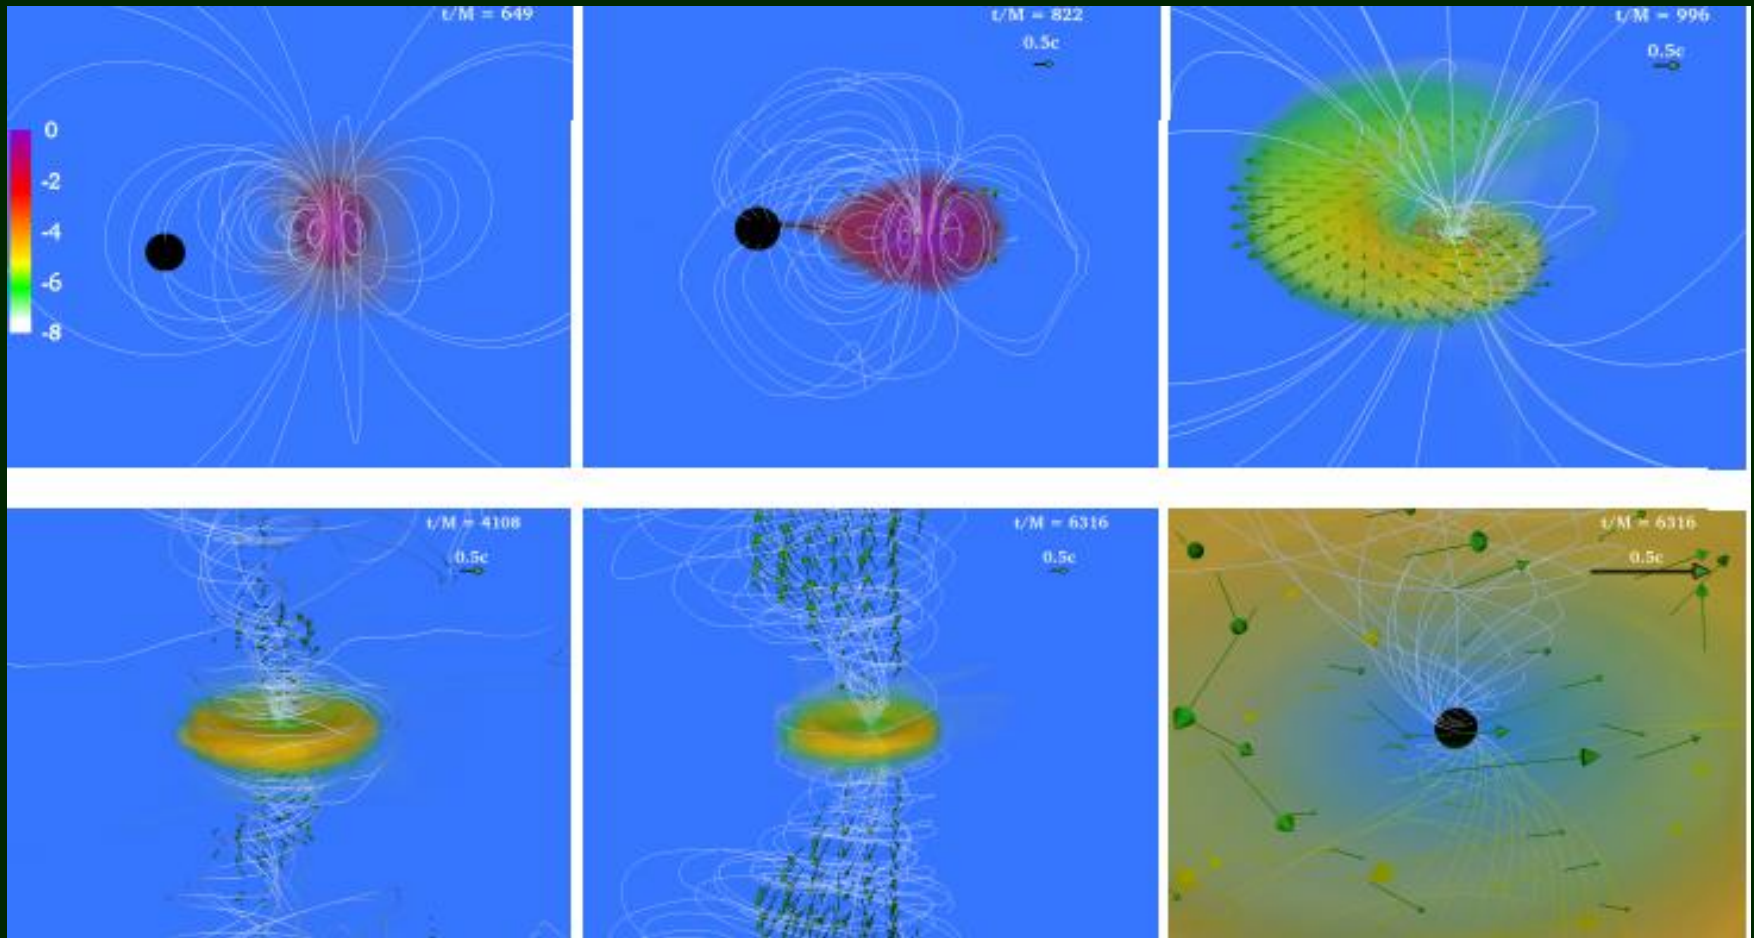 t/M = 649
0
-2
-4
-6
-8
t/M = 822
0.5c
t/M = 996
0.5c
t/M = 4108
0.5c
t/M = 6316
0.5c
t/M = 6316
0.5c